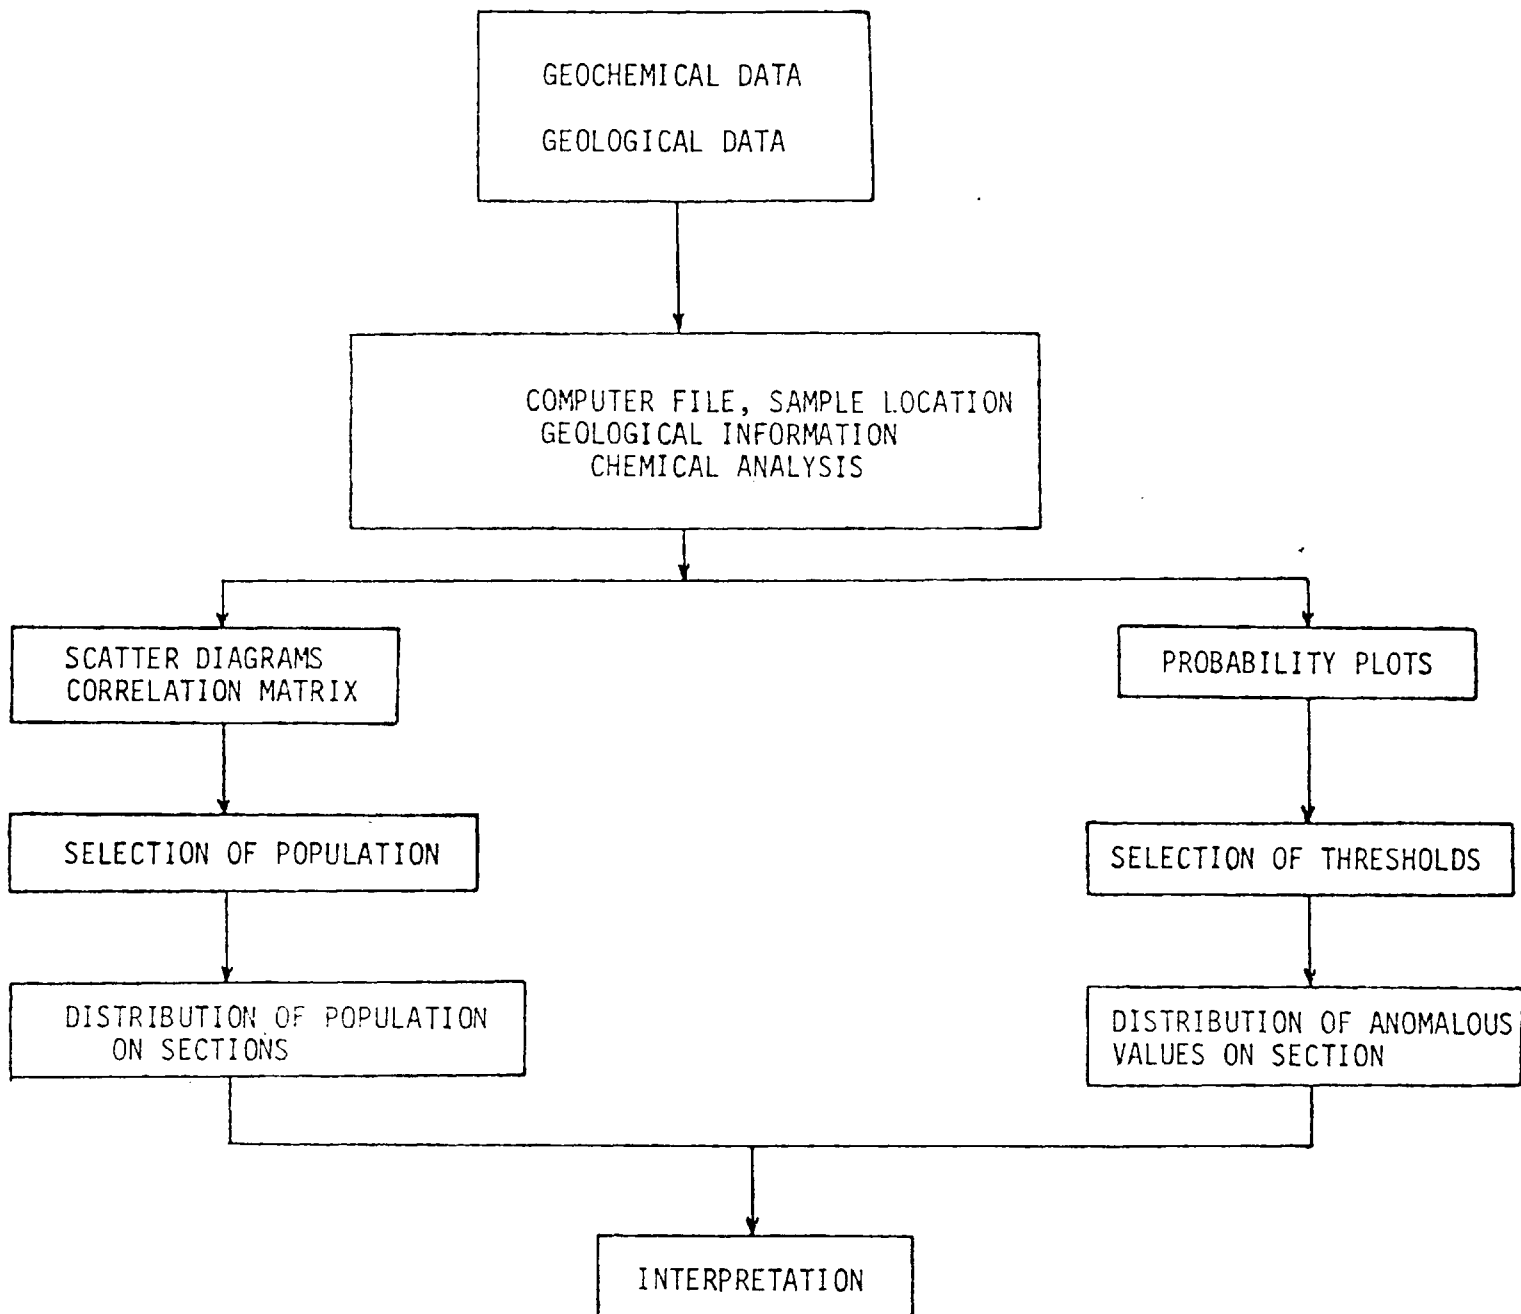 GEOCHEMICAL DATA
GEOLOGICAL DATA
COMPUTER FILE, SAMPLE LOCATION
GEOLOGICAL INFORMATION
CHEMICAL ANALYSIS
SCATTER DIAGRAMS
CORRELATION MATRIX
PROBABILITY PLOTS
SELECTION OF POPULATION
SELECTION OF THRESHOLDS
DISTRIBUTION OF POPULATION
ON SECTIONS
DISTRIBUTION OF ANOMALOUS
VALUES ON SECTION
INTERPRETATION